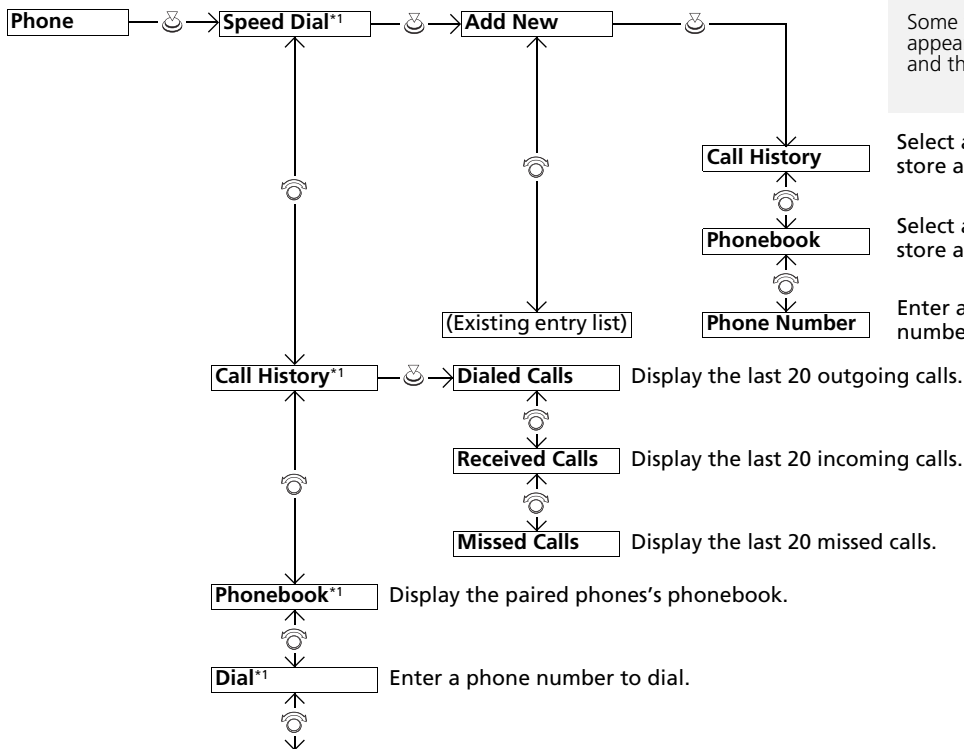 Phone
Speed Dial*1
Add New
Some
appea
and th
Call History
Select a
store a
Phonebook
Select a
store a
(Existing entry list)
Phone Number
Enter a
numbe
Call History*1
Dialed Calls
Display the last 20 outgoing calls.
Received Calls
Display the last 20 incoming calls.
Missed Calls
Display the last 20 missed calls.
Phonebook*1
Display the paired phones's phonebook.
Dial*1
Enter a phone number to dial.